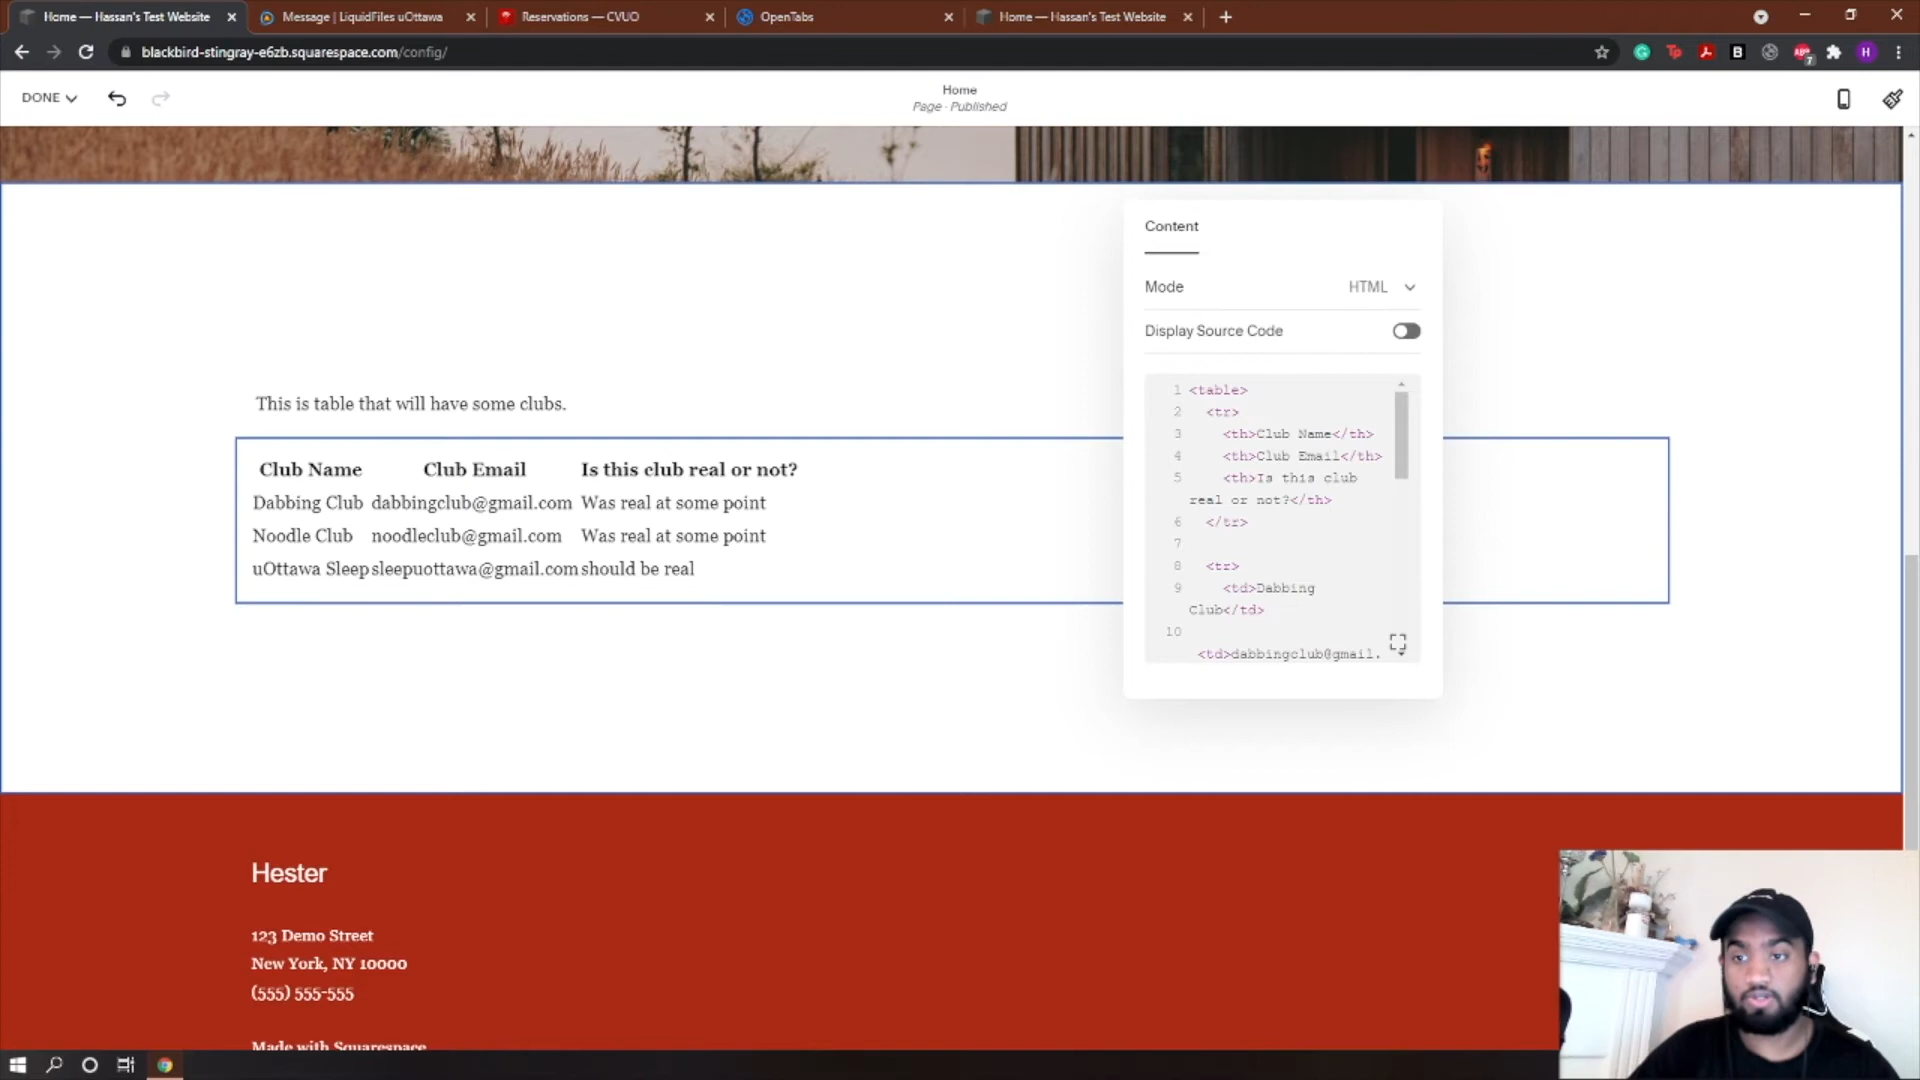 Home — Hassan's Test Website
Message | LiquidFiles uOttawa
Reservations — CVUO
OpenTabs
Home — Hassan's Test Website
blackbird-stingray-e6zb.squarespace.com/config/
DONE
Home
Page · Published
Content
Mode HTML
Display Source Code
This is table that will have some clubs.
Club Name Club Email Is this club real or not?
Dabbing Club dabbingclub@gmail.com Was real at some point
Noodle Club noodleclub@gmail.com Was real at some point
uOttawa Sleep sleepuottawa@gmail.com should be real
1 <table>
2 <tr>
3 <th>Club Name</th>
4 <th>Club Email</th>
5 <th>Is this club
real or not?</th>
6 </tr>
7
8 <tr>
9 <td>Dabbing
Club</td>
10
<td>dabbingclub@gmail.
Hester
123 Demo Street
New York, NY 10000
(555) 555-555
Made with Squarespace